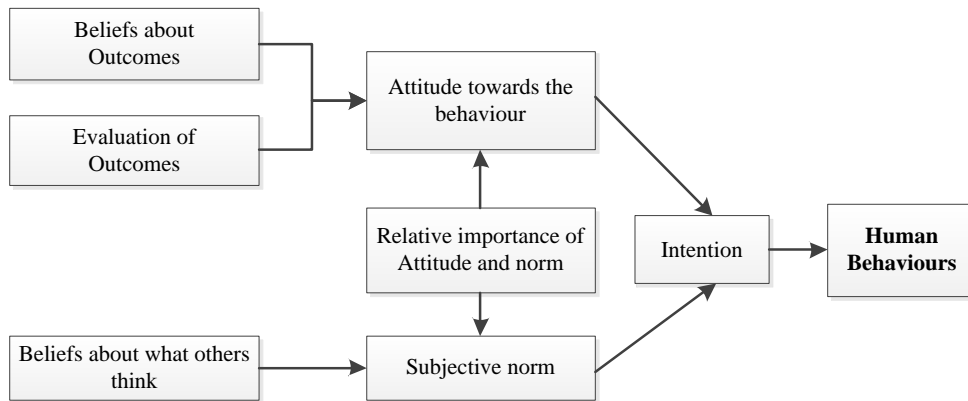 Beliefs about
Outcomes
Evaluation of
Outcomes
Attitude towards the
behaviour
Relative importance of
Attitude and norm
Beliefs about what others
think
Subjective norm
Intention
Human
Behaviours